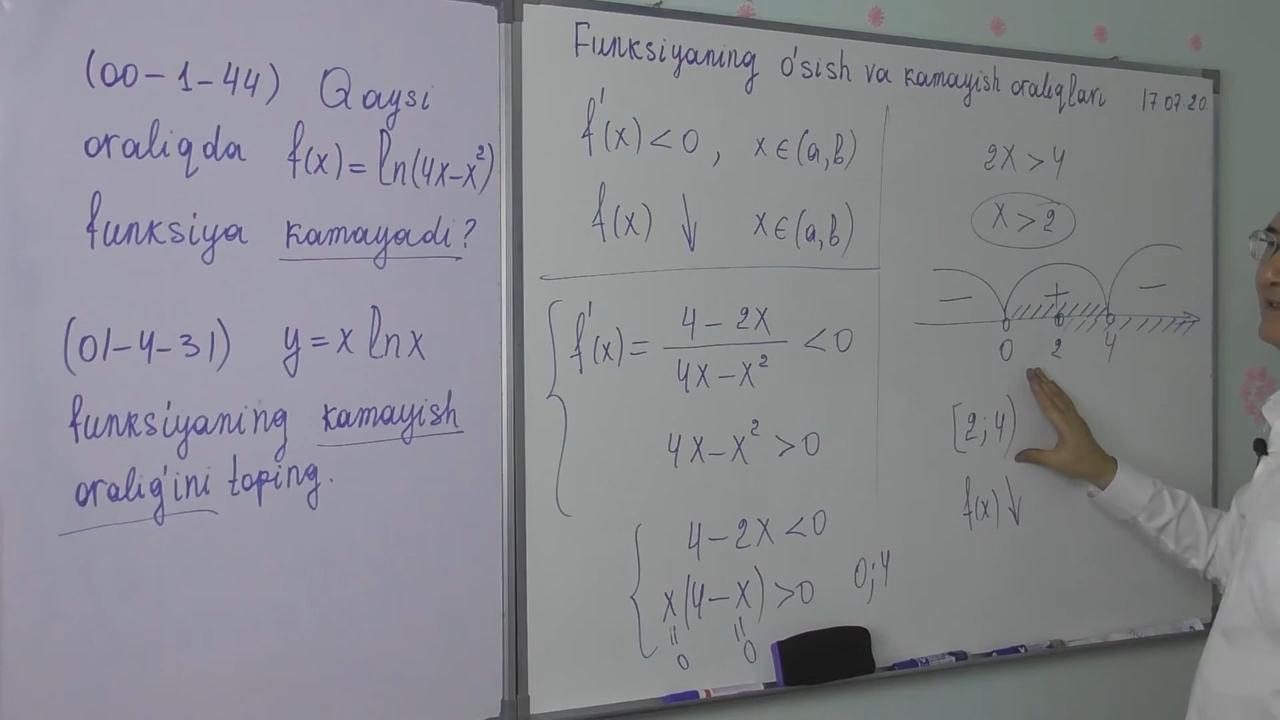 (00-1-44) Qaysi
oraliqda f(x)=ln(4x-x²)
funksiya kamayadi?
(01-4-31) y=x lnx
funksiyaning kamayish
oralig'ini toping.
Funksiyaning o'sish va kamayish oraliqlari 17.07.20.
f'(x)<0, x∈(a,b)
f(x) ↓ x∈(a,b)
f'(x)= (4-2x)/(4x-x²) <0
4x-x²>0
4-2x<0
x(4-x)>0 0;4
= =
0 0
2x>4
x>2
- + -
0 2 4
[2;4)
f(x)↓